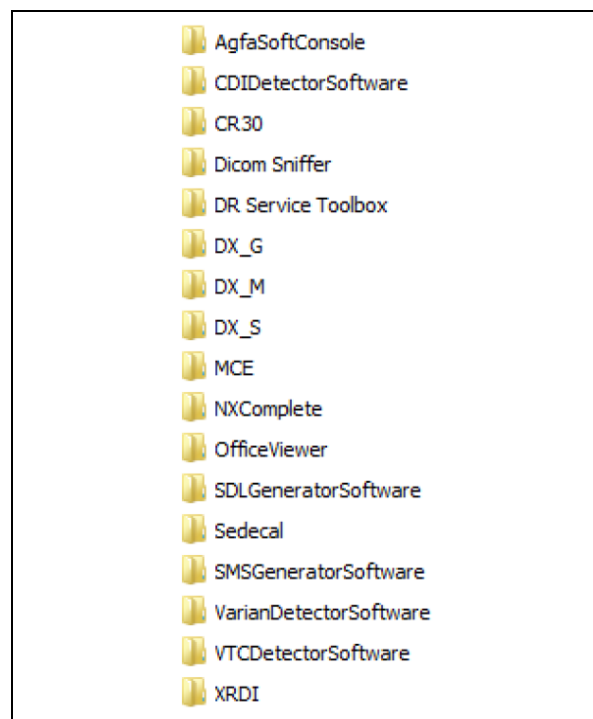 AgfaSoftConsole
CDIDetectorSoftware
CR30
Dicom Sniffer
DR Service Toolbox
DX_G
DX_M
DX_S
MCE
NXComplete
OfficeViewer
SDLGeneratorSoftware
Sedecal
SMSGeneratorSoftware
VarianDetectorSoftware
VTCDetectorSoftware
XRDI